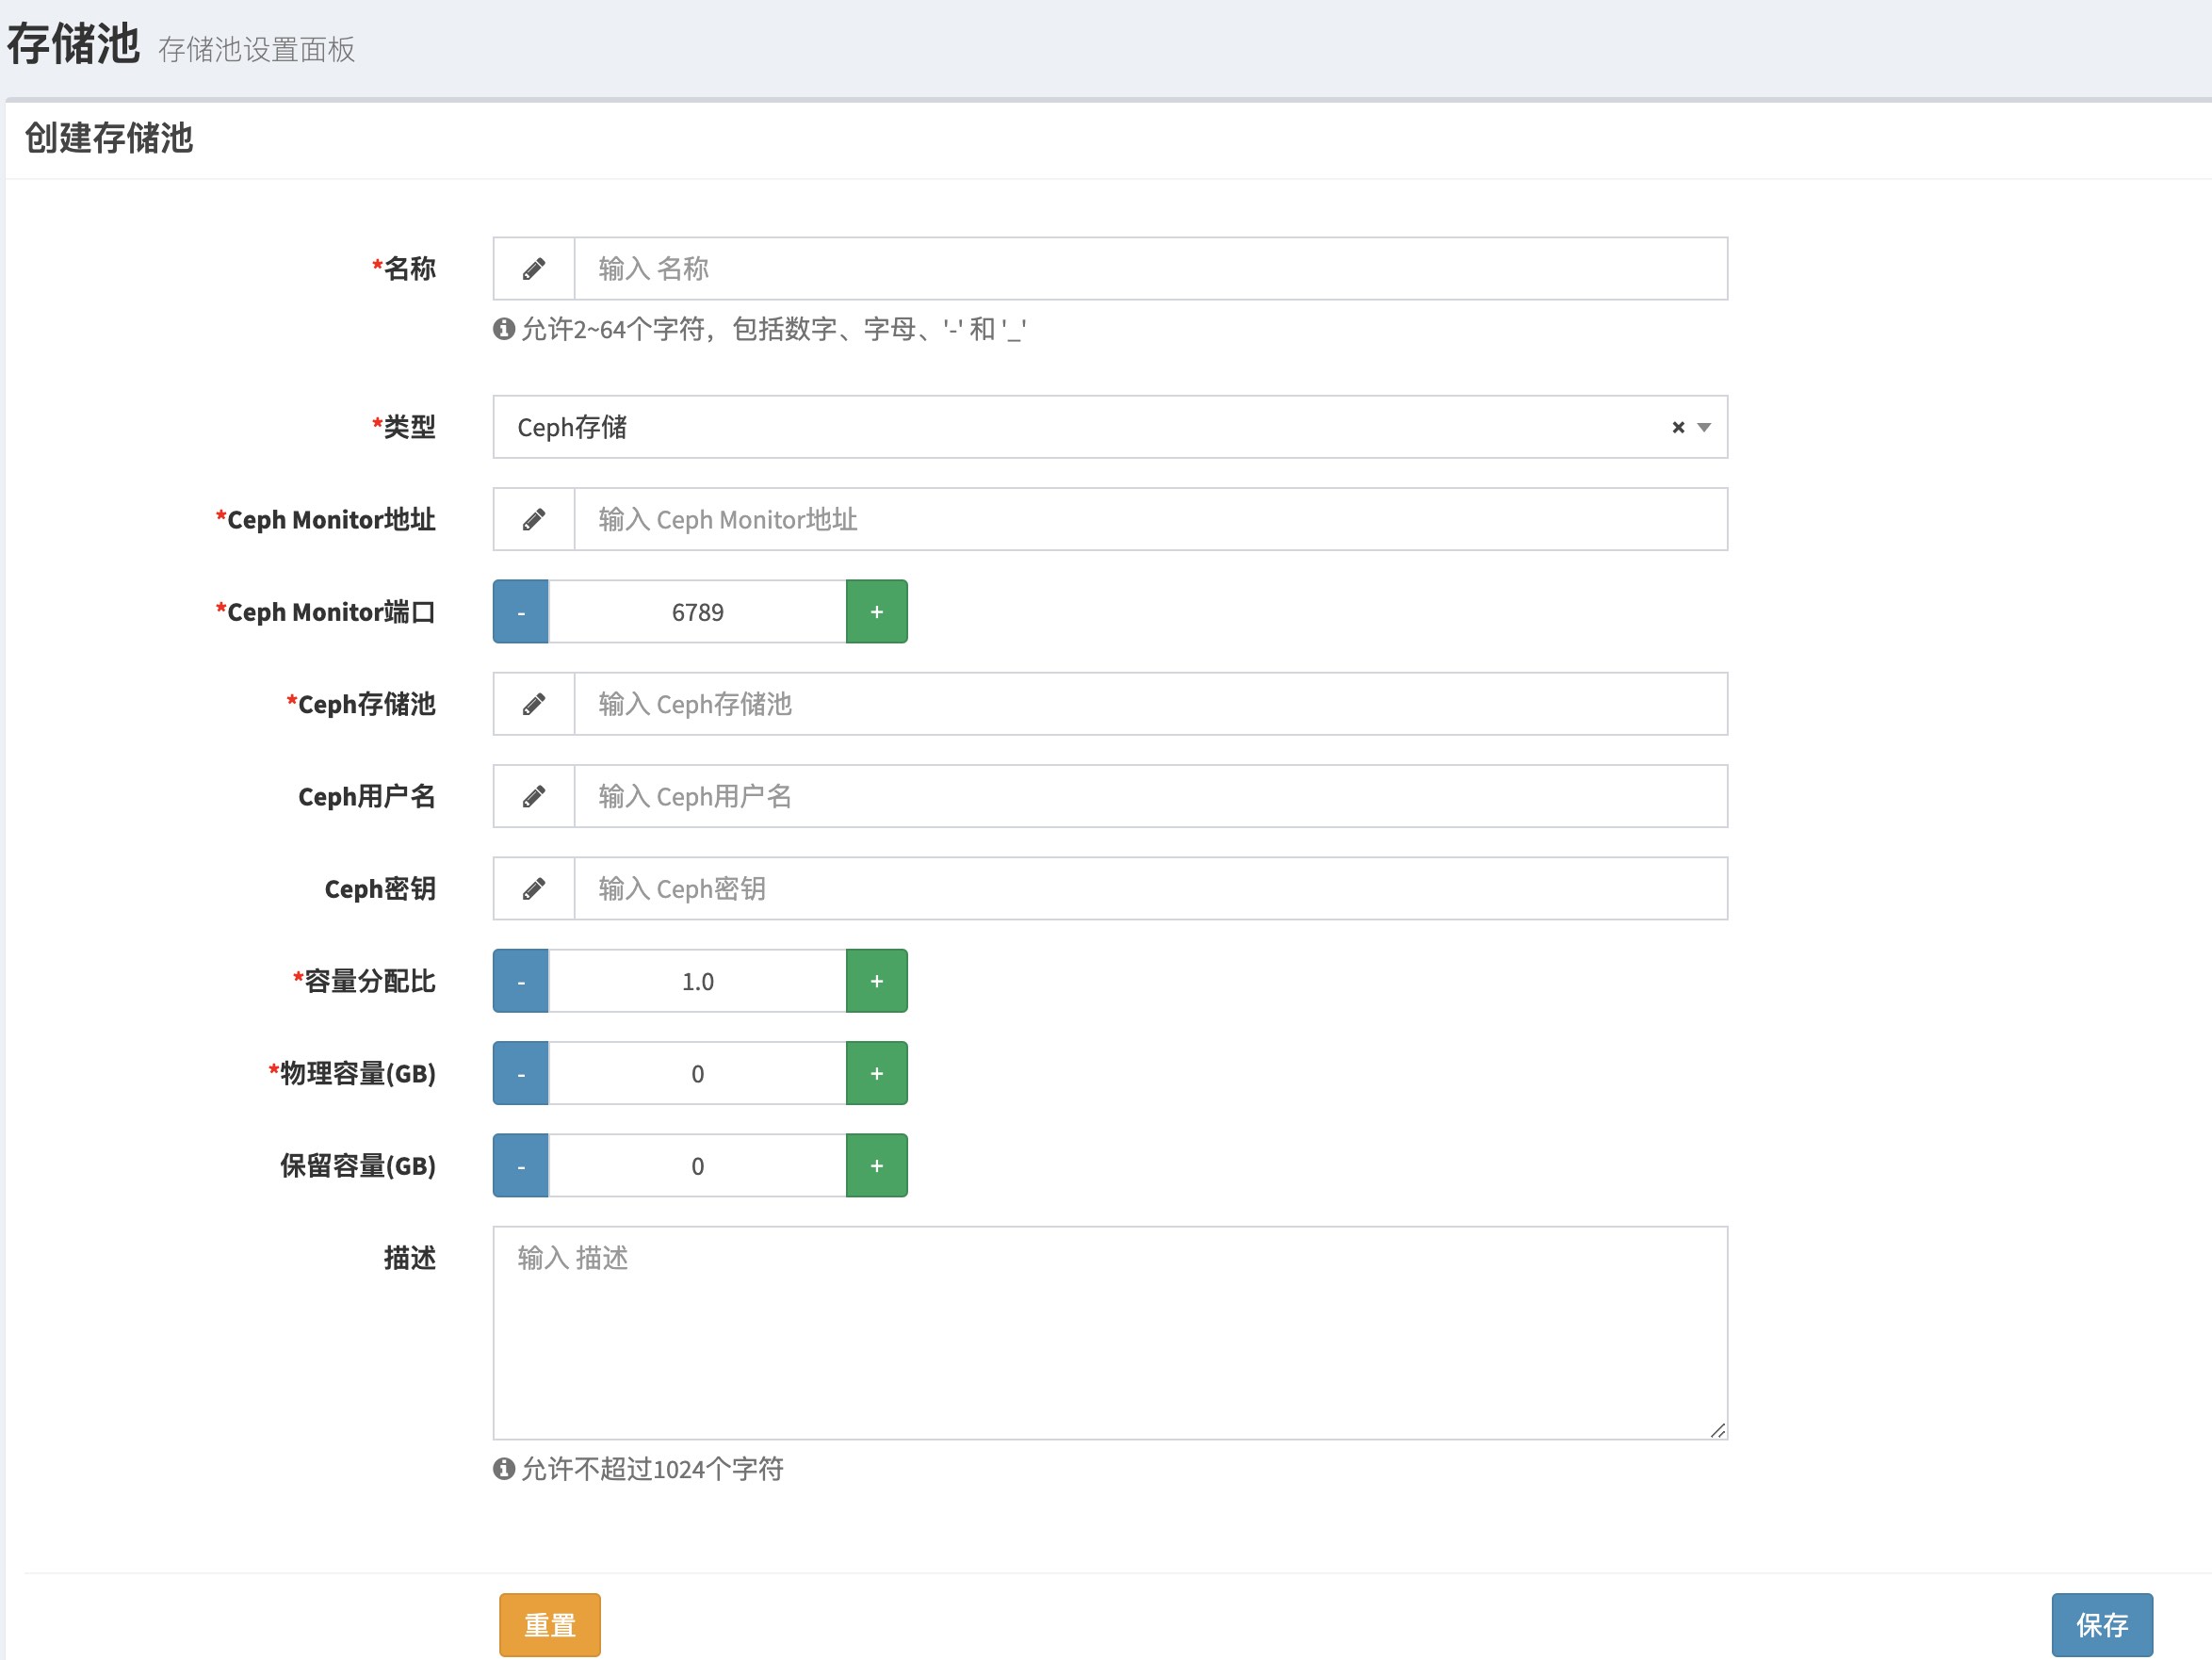 存储池 存储池设置面板
创建存储池
*名称 输入 名称
允许2~64个字符，包括数字、字母、'-' 和 '_'
*类型 Ceph存储 ×
*Ceph Monitor地址 输入 Ceph Monitor地址
*Ceph Monitor端口 - 6789 +
*Ceph存储池 输入 Ceph存储池
Ceph用户名 输入 Ceph用户名
Ceph密钥 输入 Ceph密钥
*容量分配比 - 1.0 +
*物理容量(GB) - 0 +
保留容量(GB) - 0 +
描述 输入 描述
允许不超过1024个字符
重置 保存